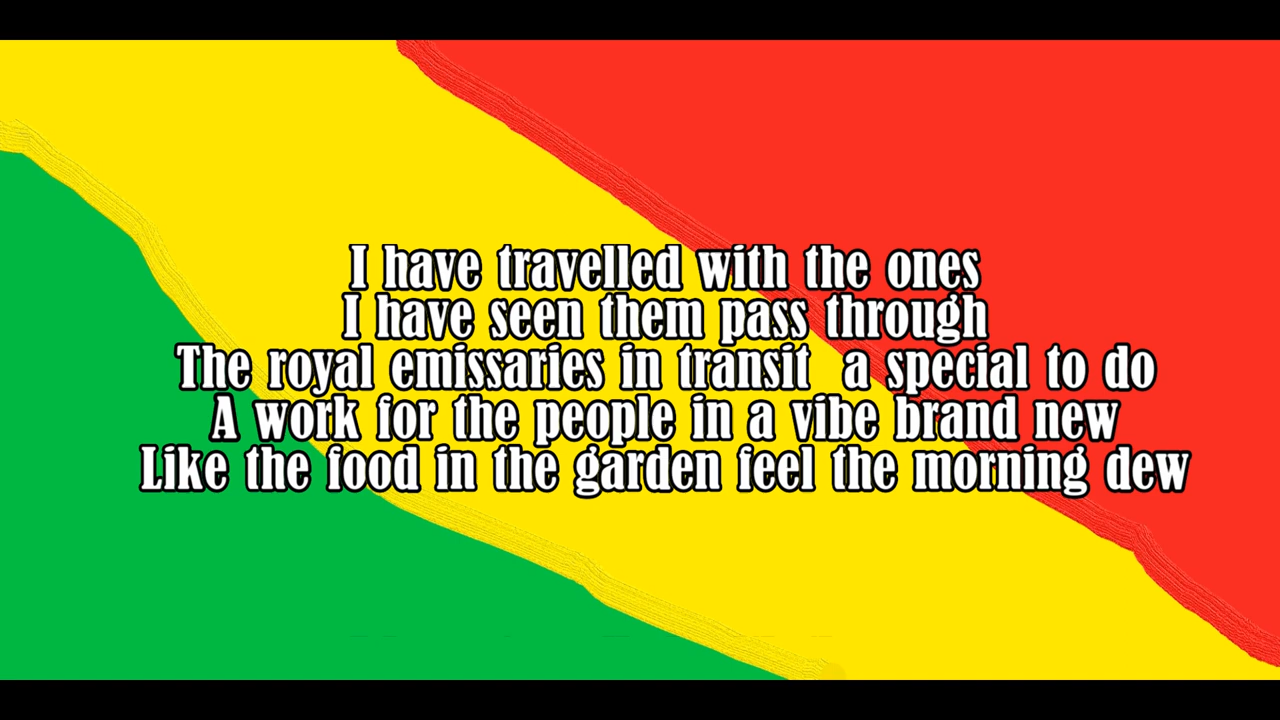 I have travelled with the ones
I have seen them pass through
The royal emissaries in transit  a special to do
A work for the people in a vibe brand new
Like the food in the garden feel the morning dew